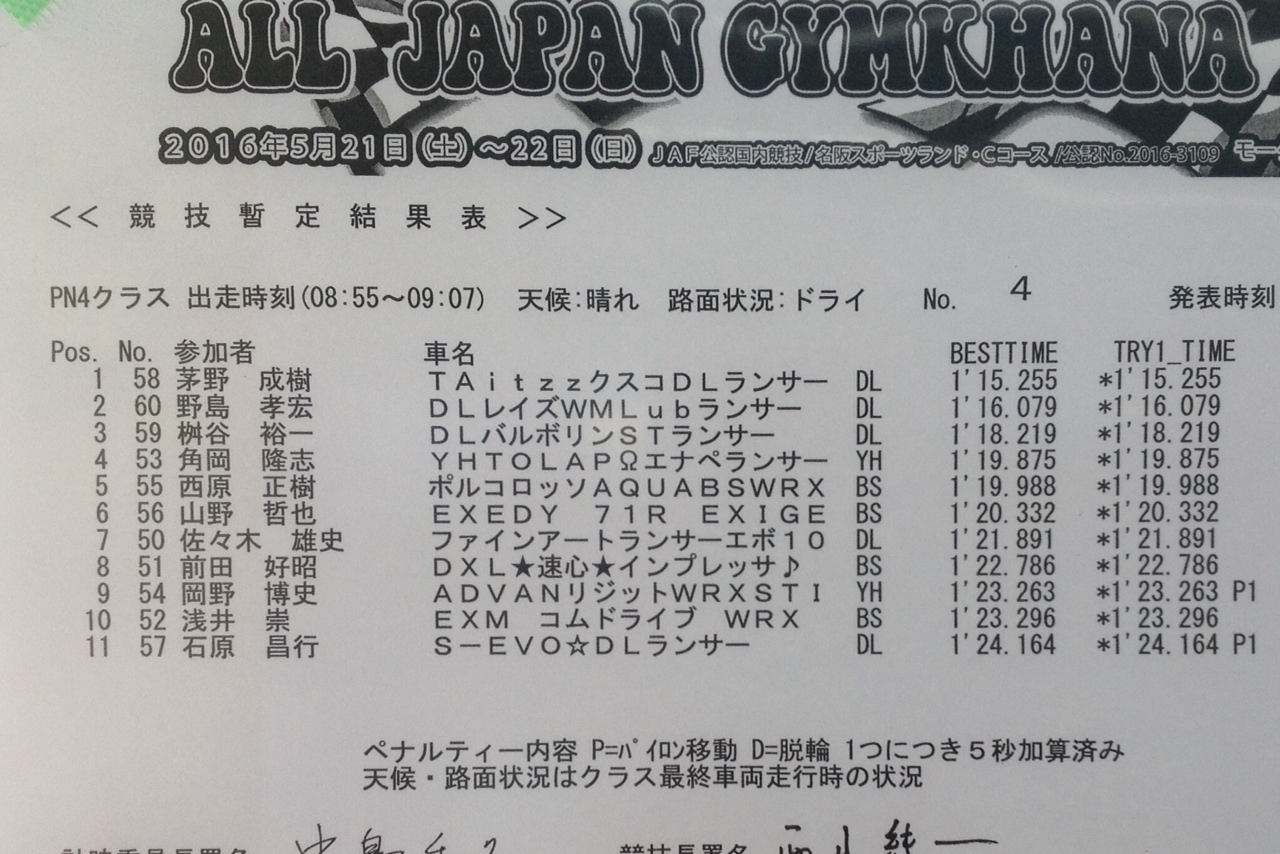 ALL JAPAN GYMKHANA
2016年5月21日(土)～22日(日) JAF公認国内競技/名阪スポーツランド・Cコース/公認No.2016-3109 モー
<< 競 技 暫 定 結 果 表 >>
PN4クラス 出走時刻(08:55～09:07) 天候:晴れ 路面状況:ドライ No. 4 発表時刻
Pos. No. 参加者 車名 BESTTIME TRY1_TIME
1 58 茅野 成樹 ＴＡｉｔｚｚクスコＤＬランサー DL 1'15.255 *1'15.255
2 60 野島 孝宏 ＤＬレイズＷＭＬｕｂランサー DL 1'16.079 *1'16.079
3 59 桝谷 裕一 ＤＬバルボリンＳＴランサー DL 1'18.219 *1'18.219
4 53 角岡 隆志 ＹＨＴＯＬＡＰΩエナペランサー YH 1'19.875 *1'19.875
5 55 西原 正樹 ポルコロッソＡＱＵＡＢＳＷＲＸ BS 1'19.988 *1'19.988
6 56 山野 哲也 ＥＸＥＤＹ ７１Ｒ ＥＸＩＧＥ BS 1'20.332 *1'20.332
7 50 佐々木 雄史 ファインアートランサーエボ１０ DL 1'21.891 *1'21.891
8 51 前田 好昭 ＤＸＬ★速心★インプレッサ♪ BS 1'22.786 *1'22.786
9 54 岡野 博史 ＡＤＶＡＮリジットＷＲＸＳＴＩ YH 1'23.263 *1'23.263 P1
10 52 浅井 崇 ＥＸＭ コムドライブ ＷＲＸ BS 1'23.296 *1'23.296
11 57 石原 昌行 Ｓ－ＥＶＯ☆ＤＬランサー DL 1'24.164 *1'24.164 P1
ペナルティー内容 P=ﾊﾟｲﾛﾝ移動 D=脱輪 1つにつき５秒加算済み
天候・路面状況はクラス最終車両走行時の状況